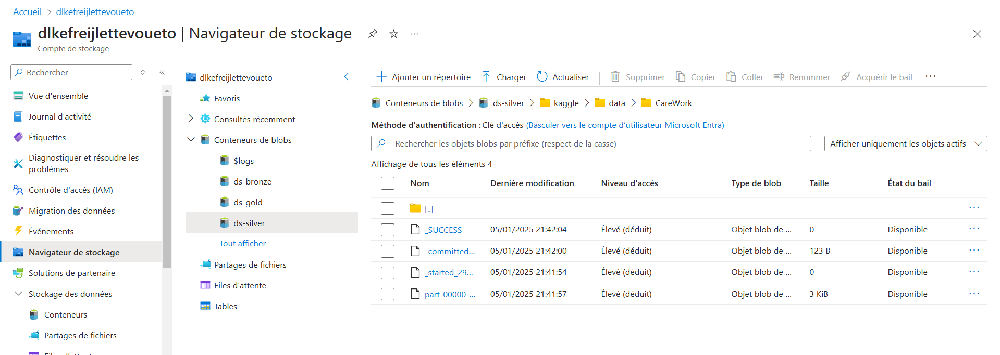 Accueil > dlkefreijlettevoueto
dlkefreijlettevoueto | Navigateur de stockage
Compte de stockage
Rechercher
Vue d'ensemble
Journal d’activité
Étiquettes
Diagnostiquer et résoudre les
problèmes
Contrôle d'accès (IAM)
Migration des données
Événements
Navigateur de stockage
Solutions de partenaire
Stockage des données
Conteneurs
Partages de fichiers
dlkefreijlettevoueto
Favoris
Consultés récemment
Conteneurs de blobs
$logs
ds-bronze
ds-gold
ds-silver
Tout afficher
Partages de fichiers
Files d'attente
Tables
Ajouter un répertoire Charger Actualiser Supprimer Copier Coller Renommer Acquérir le bail ...
Conteneurs de blobs > ds-silver > kaggle > data > CareWork
Méthode d'authentification : Clé d'accès (Basculer vers le compte d’utilisateur Microsoft Entra)
Rechercher les objets blobs par préfixe (respect de la casse) Afficher uniquement les objets actifs
Affichage de tous les éléments 4
Nom Dernière modification Niveau d'accès Type de blob Taille État du bail
[..] ...
_SUCCESS 05/01/2025 21:42:04 Élevé (déduit) Objet blob de ... 0 Disponible ...
_committed... 05/01/2025 21:42:00 Élevé (déduit) Objet blob de ... 123 B Disponible ...
_started_29... 05/01/2025 21:41:54 Élevé (déduit) Objet blob de ... 0 Disponible ...
part-00000-... 05/01/2025 21:41:57 Élevé (déduit) Objet blob de ... 3 KiB Disponible ...